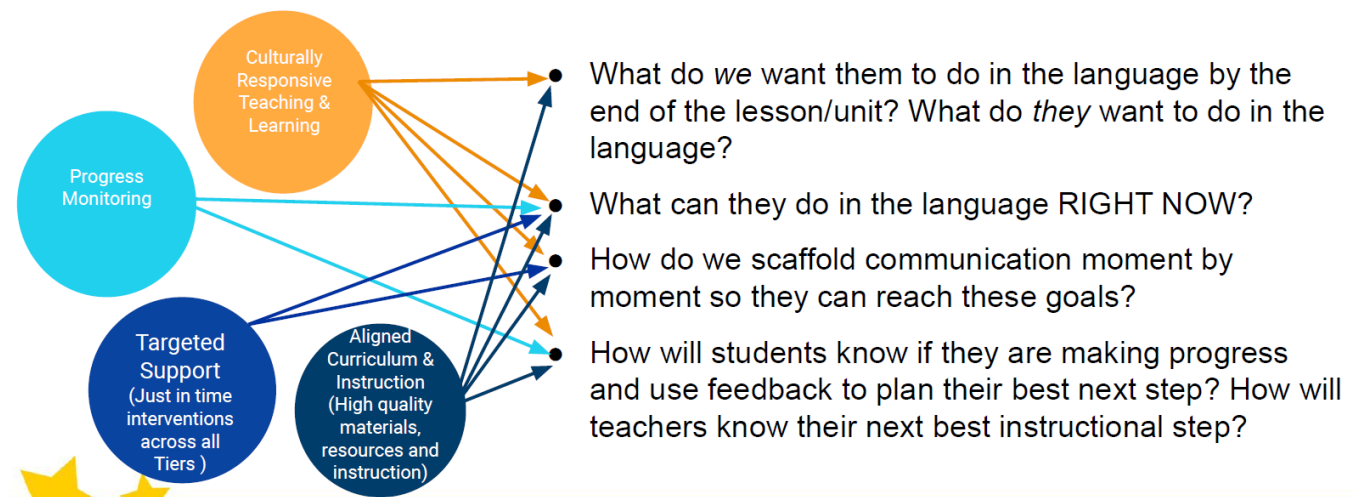 Culturally
Responsive
Teaching &
Learning
Progress
Monitoring
Targeted
Support
(Just in time
interventions
across all
Tiers )
Aligned
Curriculum &
Instruction
(High quality
materials,
resources and
instruction)
What do we want them to do in the language by the
end of the lesson/unit? What do they want to do in the
language?
What can they do in the language RIGHT NOW?
How do we scaffold communication moment by
moment so they can reach these goals?
How will students know if they are making progress
and use feedback to plan their best next step? How will
teachers know their next best instructional step?